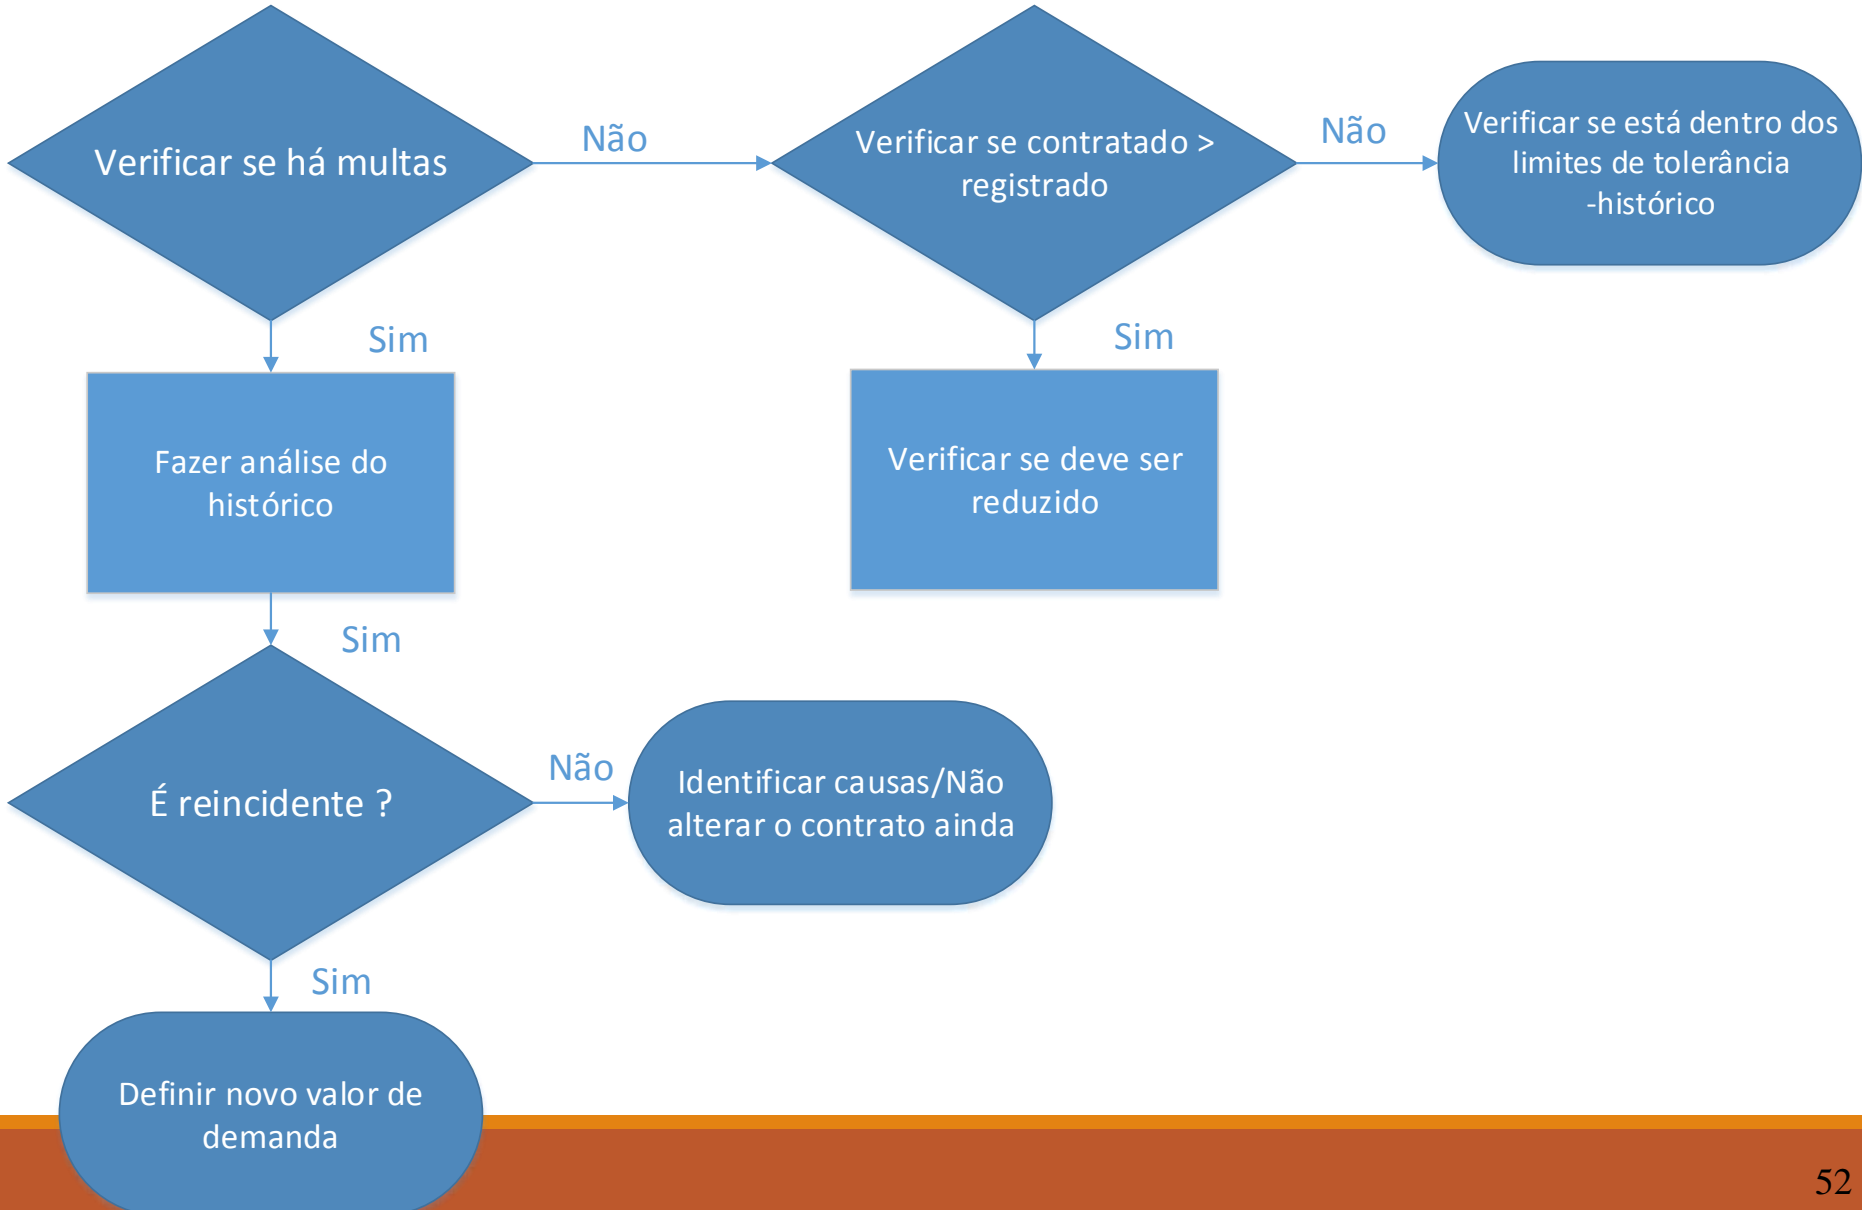 Verificar se há multas
Não
Verificar se contratado >
registrado
Não
Verificar se está dentro dos
limites de tolerância
-histórico
Sim
Sim
Fazer análise do
histórico
Verificar se deve ser
reduzido
Sim
É reincidente ?
Não
Identificar causas/Não
alterar o contrato ainda
Sim
Definir novo valor de
demanda
52